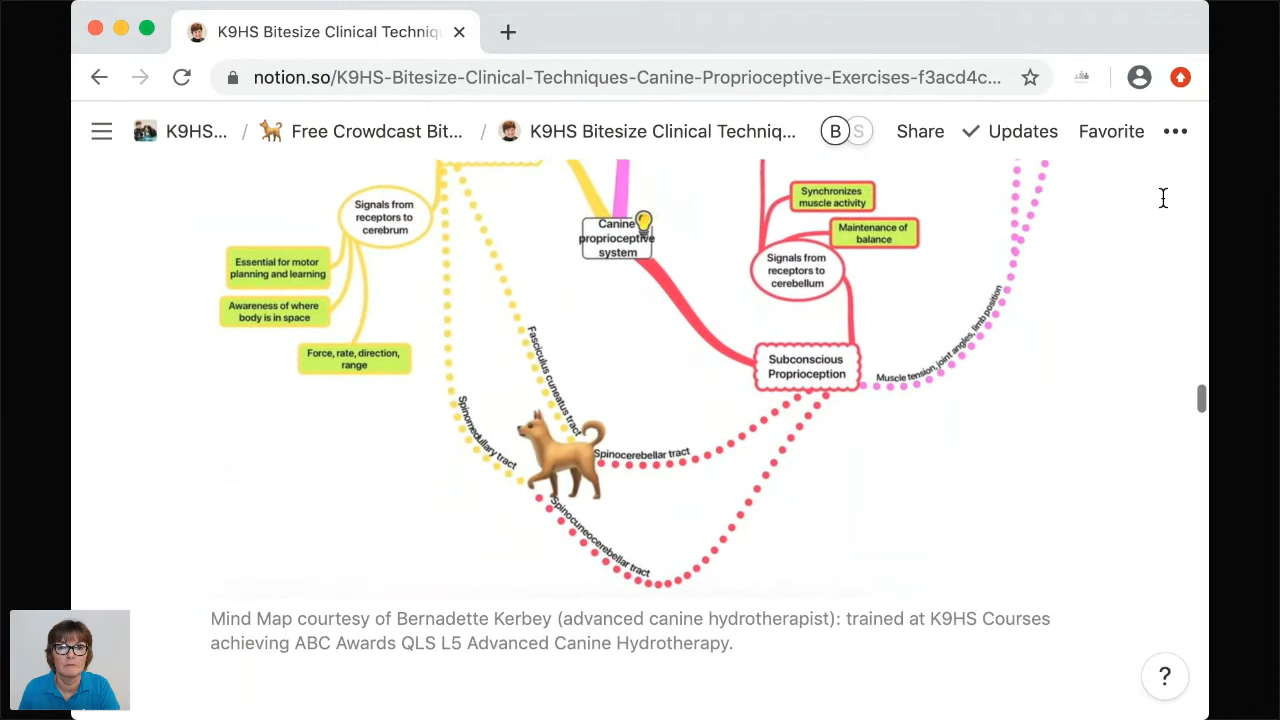 K9HS Bitesize Clinical Techniq
notion.so/K9HS-Bitesize-Clinical-Techniques-Canine-Proprioceptive-Exercises-f3acd4c...
K9HS... / Free Crowdcast Bit... / K9HS Bitesize Clinical Techniq... B S Share Updates Favorite
Signals from
receptors to
cerebrum
Essential for motor
planning and learning
Awareness of where
body is in space
Force, rate, direction,
range
Canine
proprioceptive
system
Synchronizes
muscle activity
Maintenance of
balance
Signals from
receptors to
cerebellum
Subconscious
Proprioception
Muscle tension, joint angles, limb position
Fasciculus cuneatus tract
Spinomedullary tract
Spinocerebellar tract
Spinocuneocerebellar tract
Mind Map courtesy of Bernadette Kerbey (advanced canine hydrotherapist): trained at K9HS Courses
achieving ABC Awards QLS L5 Advanced Canine Hydrotherapy.
?